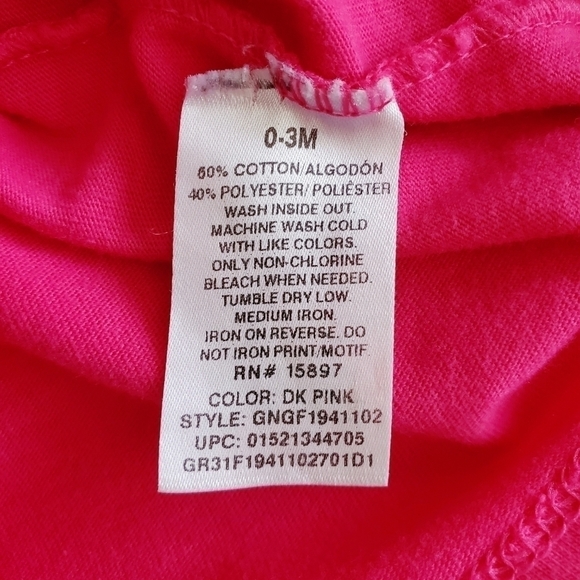 0-3M
60% COTTON/ALGODÓN
40% POLYESTER/ POLIÉSTER
WASH INSIDE OUT.
MACHINE WASH COLD
WITH LIKE COLORS.
ONLY NON-CHLORINE
BLEACH WHEN NEEDED.
TUMBLE DRY LOW.
MEDIUM IRON.
IRON ON REVERSE. DO
NOT IRON PRINT/MOTIF.
RN# 15897
COLOR: DK PINK
STYLE: GNGF1941102
UPC: 01521344705
GR31F1941102701D1